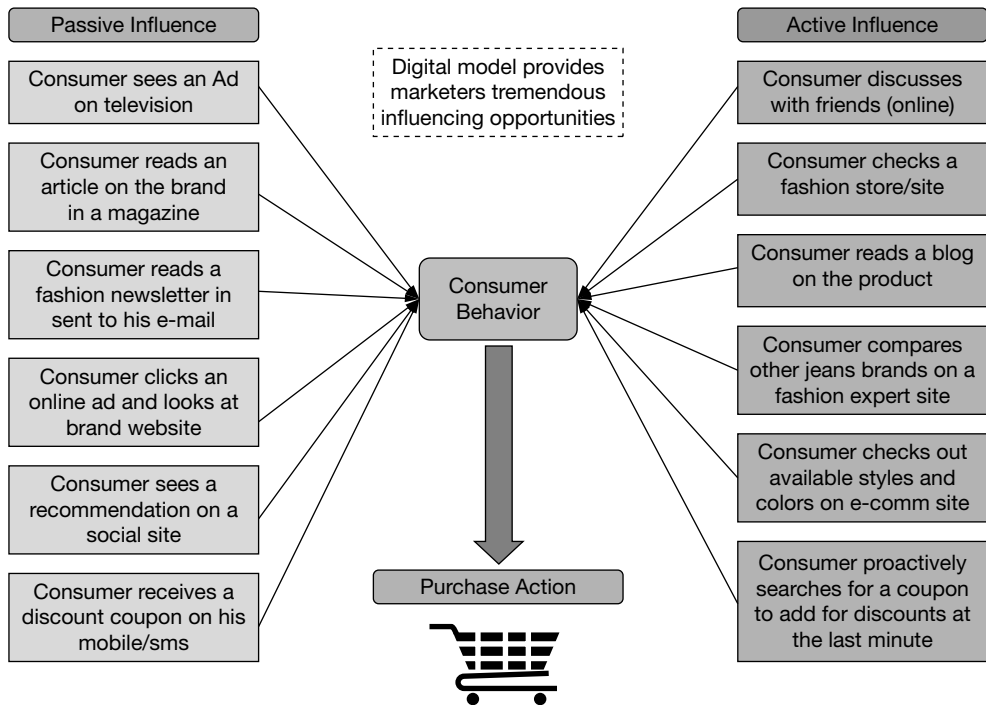 Passive Influence
Consumer sees an Ad
on television
Consumer reads an
article on the brand
in a magazine
Consumer reads a
fashion newsletter in
sent to his e-mail
Consumer clicks an
online ad and looks at
brand website
Consumer sees a
recommendation on a
social site
Consumer receives a
discount coupon on his
mobile/sms
Digital model provides
marketers tremendous
influencing opportunities
Consumer
Behavior
Purchase Action
Active Influence
Consumer discusses
with friends (online)
Consumer checks a
fashion store/site
Consumer reads a blog
on the product
Consumer compares
other jeans brands on a
fashion expert site
Consumer checks out
available styles and
colors on e-comm site
Consumer proactively
searches for a coupon
to add for discounts at
the last minute